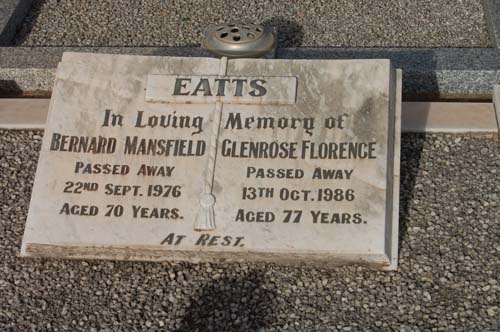 EATTS
In Loving Memory of
BERNARD MANSFIELD GLENROSE FLORENCE
PASSED AWAY PASSED AWAY
22ND SEPT. 1976 13TH OCT. 1986
AGED 70 YEARS. AGED 77 YEARS.
AT REST.